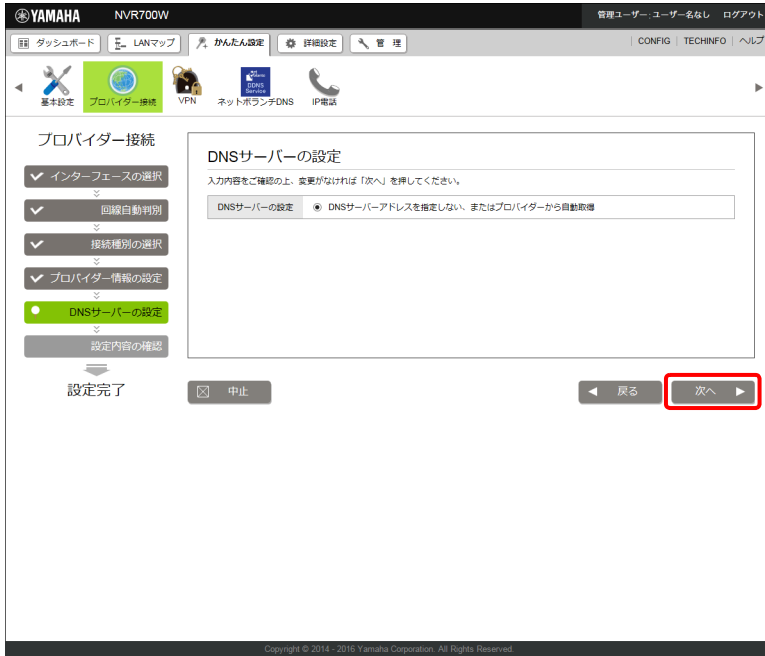 YAMAHA NVR700W 管理ユーザー:ユーザー名なし ログアウト
ダッシュボード LANマップ かんたん設定 詳細設定 管 理 CONFIG TECHINFO ヘルプ
基本設定 プロバイダー接続 VPN ネットボランチDNS IP電話
DDNS
Service
プロバイダー接続
インターフェースの選択
回線自動判別
接続種別の選択
プロバイダー情報の設定
DNSサーバーの設定
設定内容の確認
設定完了
DNSサーバーの設定
入力内容をご確認の上、変更がなければ「次へ」を押してください。
DNSサーバーの設定 DNSサーバーアドレスを指定しない、またはプロバイダーから自動取得
中止 戻る 次へ
Copyright © 2014 - 2016 Yamaha Corporation. All Rights Reserved.